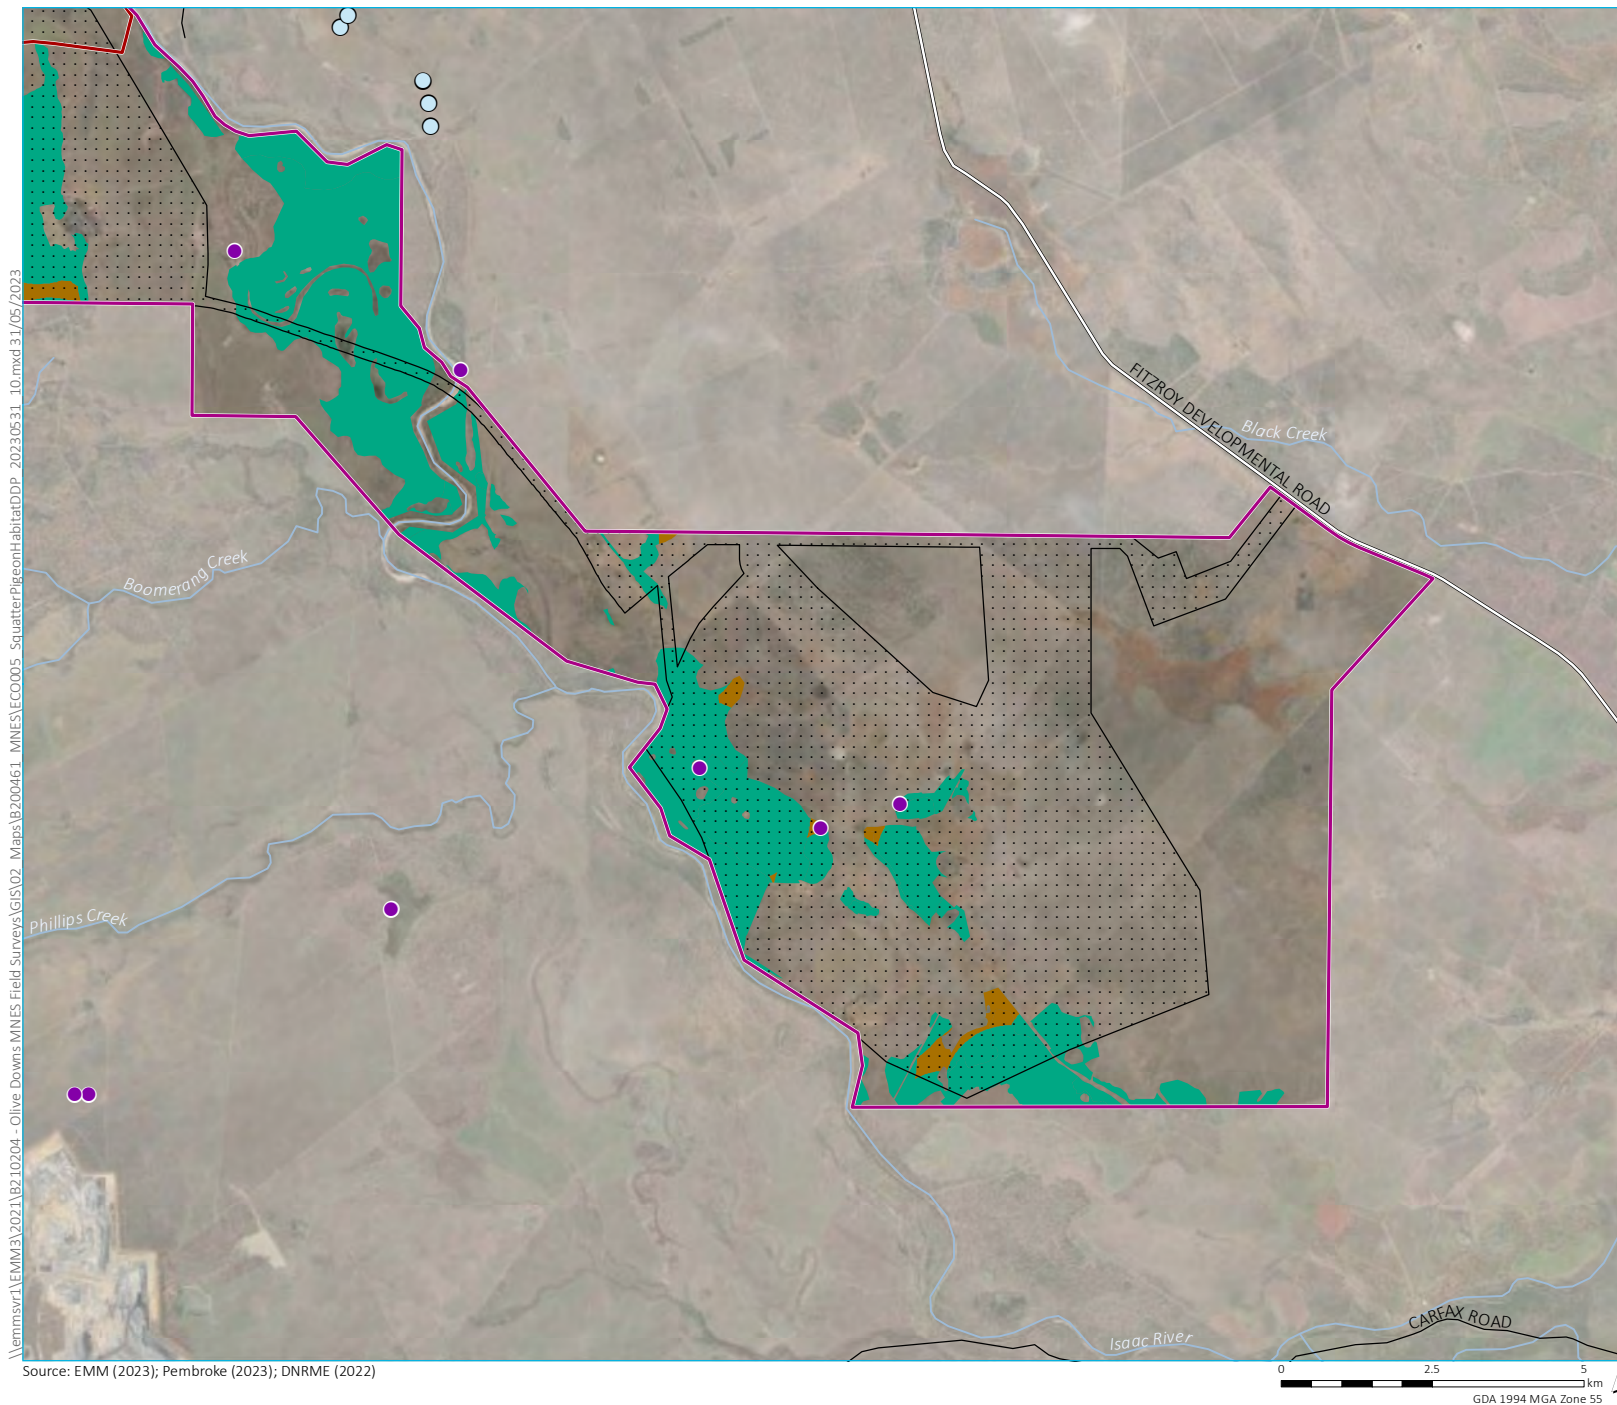 FITZROY DEVELOPMENTAL ROAD
Black Creek
Boomerang Creek
Phillips Creek
Isaac River
CARFAX ROAD
\\emmsvr1\EMM3\2021\B210204 - Olive Downs MNES Field Surveys\GIS\02_Maps\B200461_MNES\ECO005_SquatterPigeonHabitatDDP_20230531_10.mxd 31/05/2023
Source: EMM (2023); Pembroke (2023); DNRME (2022)
0 2.5 5
km
GDA 1994 MGA Zone 55